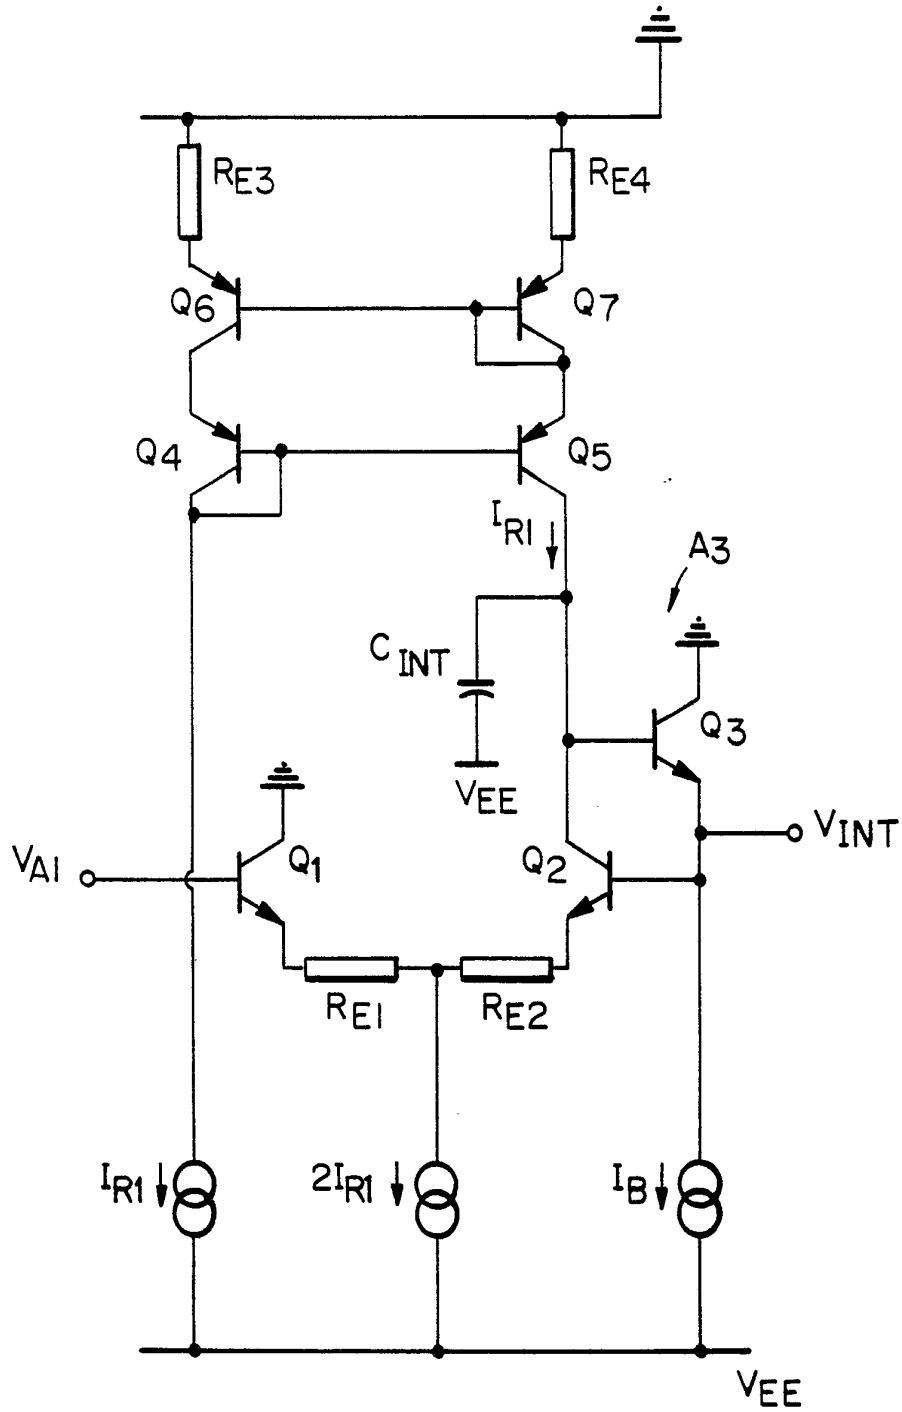 RE3
RE4
Q6
Q7
Q4
Q5
IR1
A3
CINT
Q3
VEE
VA1
Q1
Q2
VINT
RE1
RE2
IR1
2IR1
IB
VEE